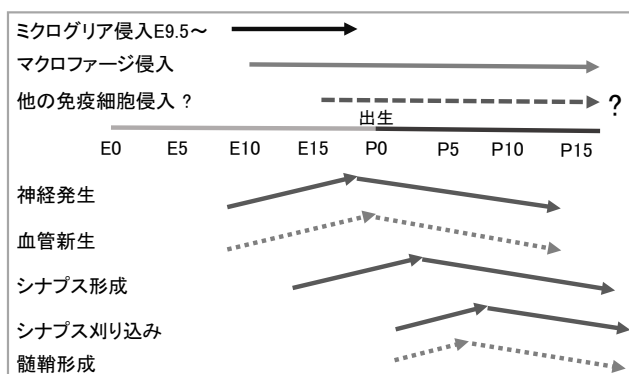 ミクログリア侵入E9.5～
マクロファージ侵入
他の免疫細胞侵入 ?
?
出生
E0 E5 E10 E15 P0 P5 P10 P15
神経発生
血管新生
シナプス形成
シナプス刈り込み
髄鞘形成